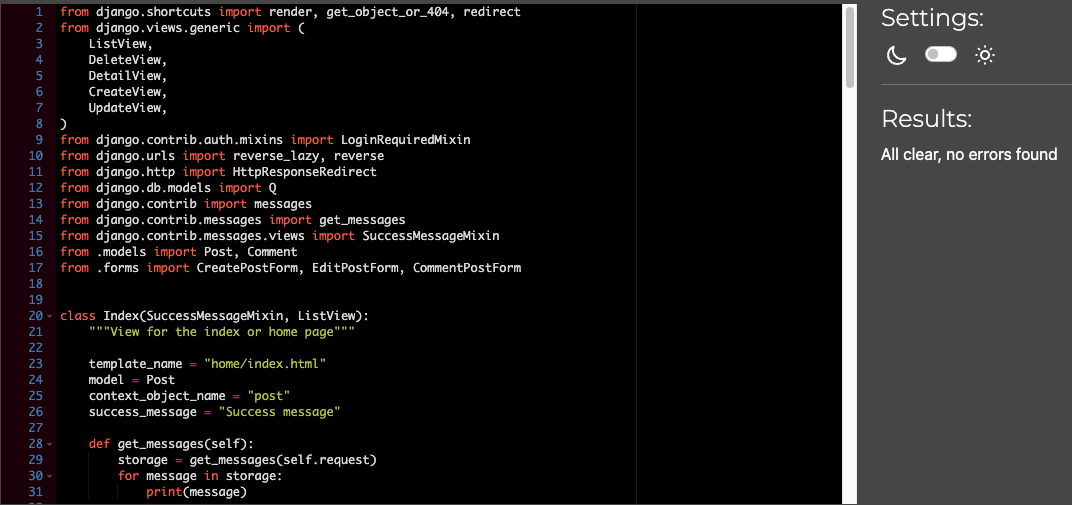 1 from django.shortcuts import render, get_object_or_404, redirect
2 from django.views.generic import (
3     ListView,
4     DeleteView,
5     DetailView,
6     CreateView,
7     UpdateView,
8 )
9 from django.contrib.auth.mixins import LoginRequiredMixin
10 from django.urls import reverse_lazy, reverse
11 from django.http import HttpResponseRedirect
12 from django.db.models import Q
13 from django.contrib import messages
14 from django.contrib.messages import get_messages
15 from django.contrib.messages.views import SuccessMessageMixin
16 from .models import Post, Comment
17 from .forms import CreatePostForm, EditPostForm, CommentPostForm
18
19
20 class Index(SuccessMessageMixin, ListView):
21     """View for the index or home page"""
22
23     template_name = "home/index.html"
24     model = Post
25     context_object_name = "post"
26     success_message = "Success message"
27
28     def get_messages(self):
29         storage = get_messages(self.request)
30         for message in storage:
31             print(message)
Settings:
Results:
All clear, no errors found